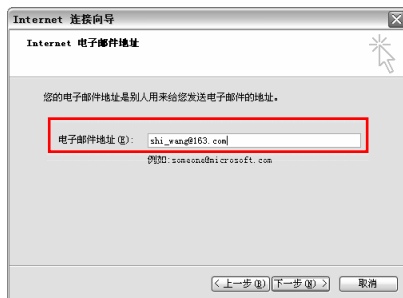 Internet 连接向导
Internet 电子邮件地址
您的电子邮件地址是别人用来给您发送电子邮件的地址。
电子邮件地址(E): shi_wang@163.com
例如:someone@microsoft.com
< 上一步(B) 下一步(N) > 取消